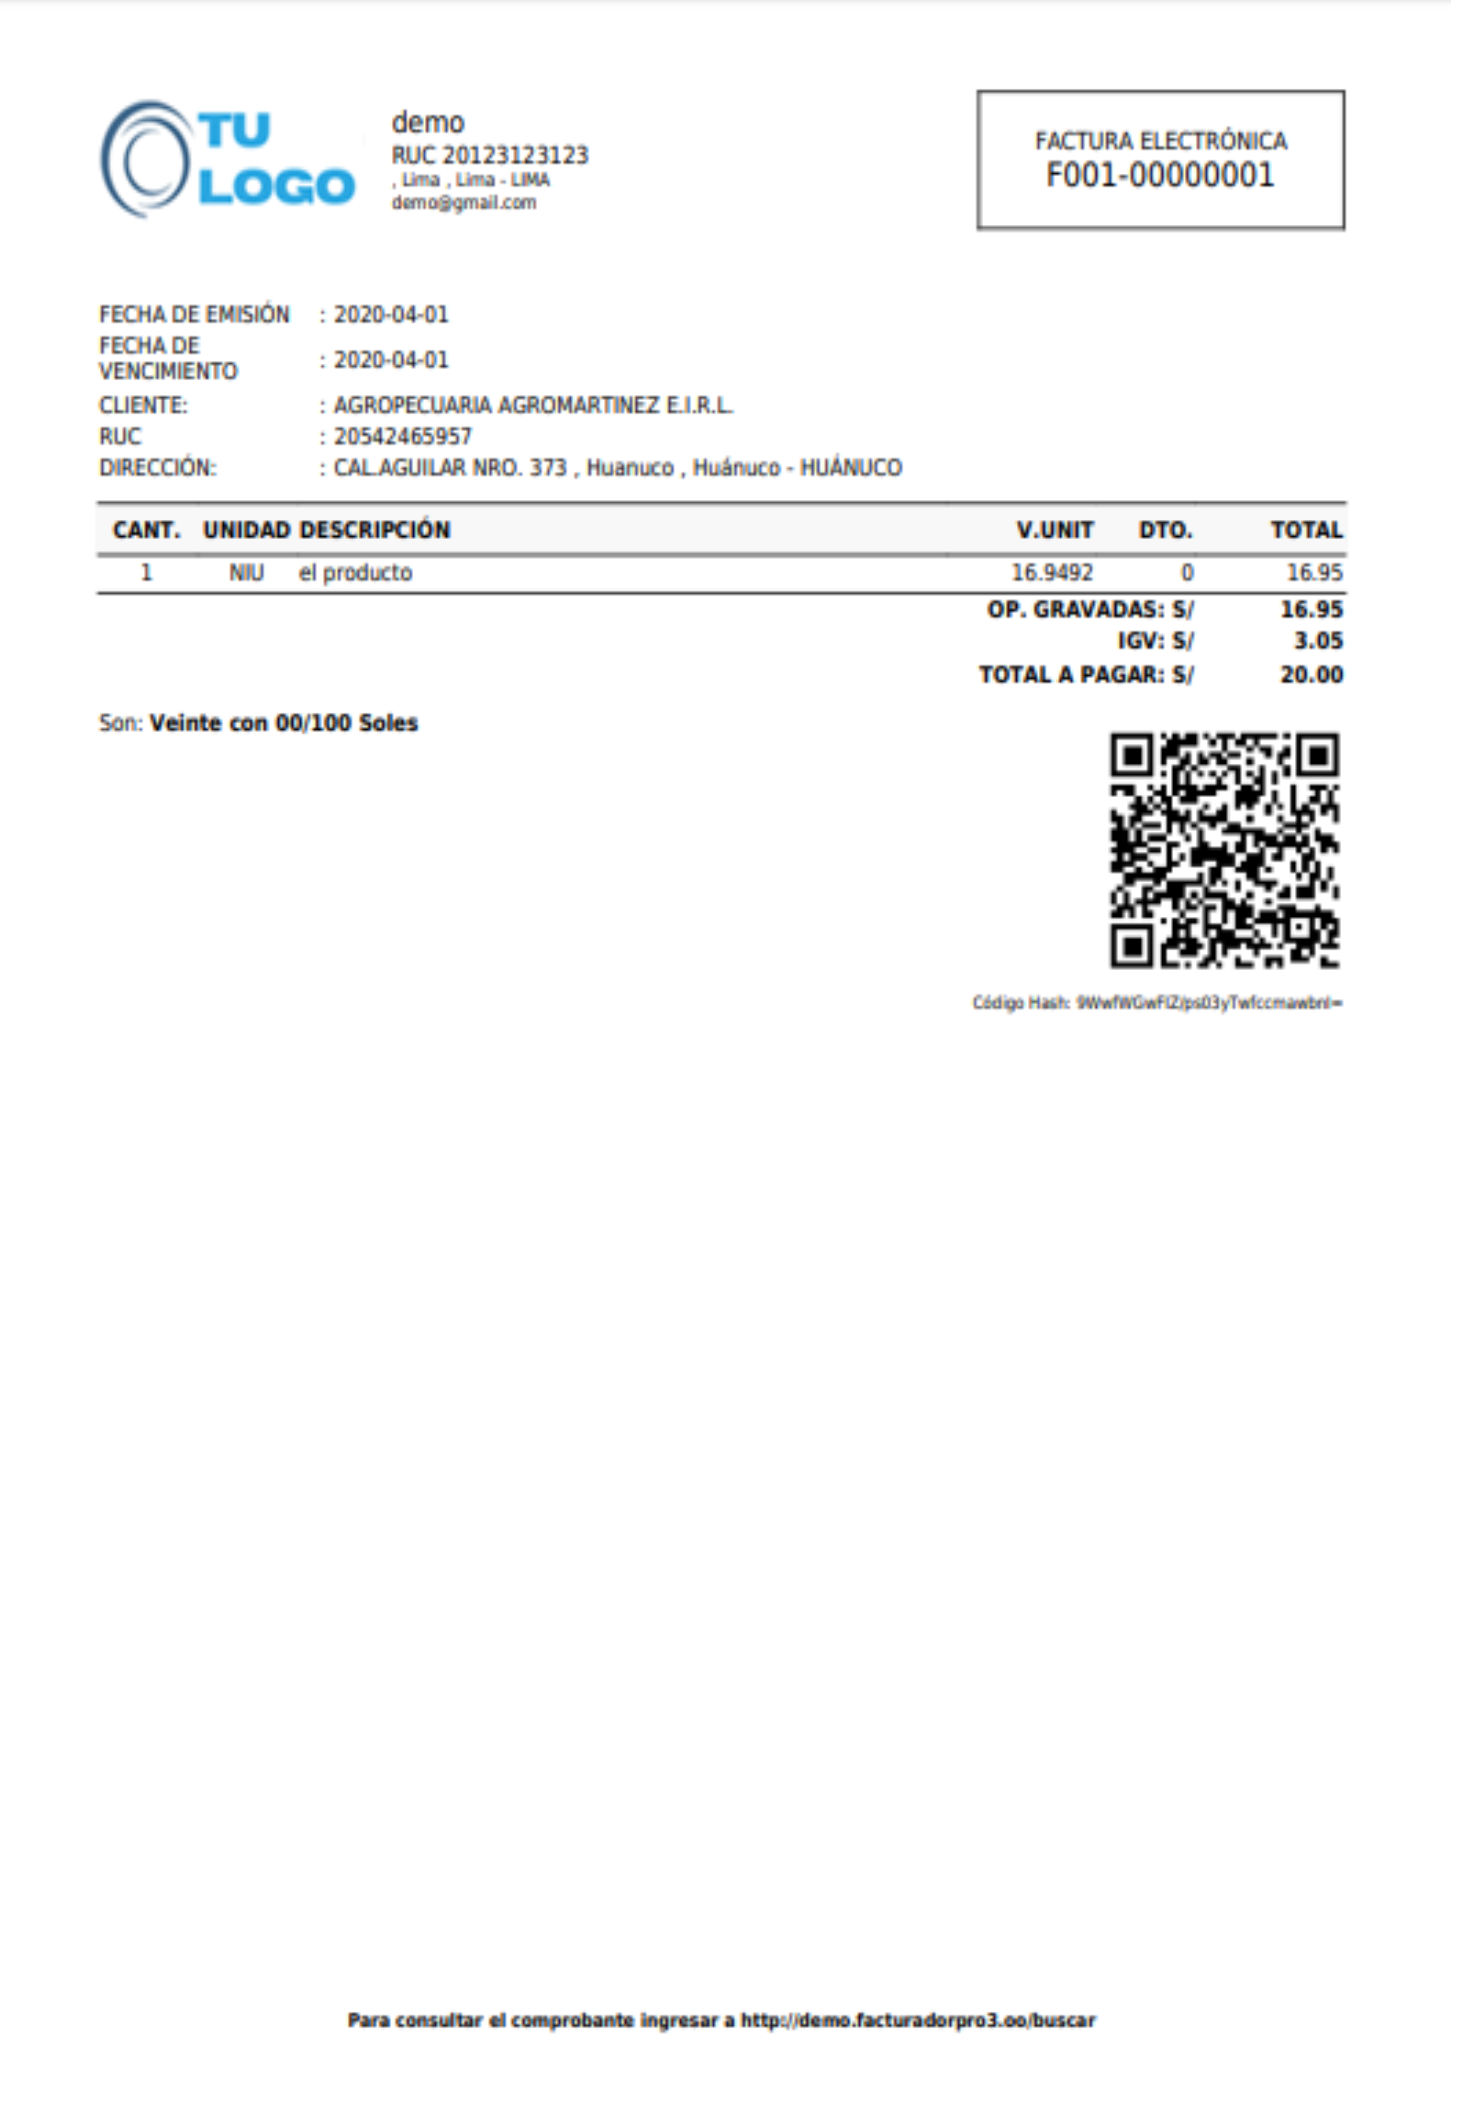 TU
LOGO
demo
RUC 20123123123
, Lima , Lima - LIMA
demo@gmail.com
FACTURA ELECTRÓNICA
F001-00000001
FECHA DE EMISIÓN : 2020-04-01
FECHA DE
VENCIMIENTO : 2020-04-01
CLIENTE: : AGROPECUARIA AGROMARTINEZ E.I.R.L.
RUC : 20542465957
DIRECCIÓN: : CAL.AGUILAR NRO. 373 , Huanuco , Huánuco - HUÁNUCO
CANT. UNIDAD DESCRIPCIÓN V.UNIT DTO. TOTAL
1 NIU el producto 16.9492 0 16.95
OP. GRAVADAS: S/ 16.95
IGV: S/ 3.05
TOTAL A PAGAR: S/ 20.00
Son: Veinte con 00/100 Soles
Código Hash:
Para consultar el comprobante ingresar a http://demo.facturadorpro3.oo/buscar